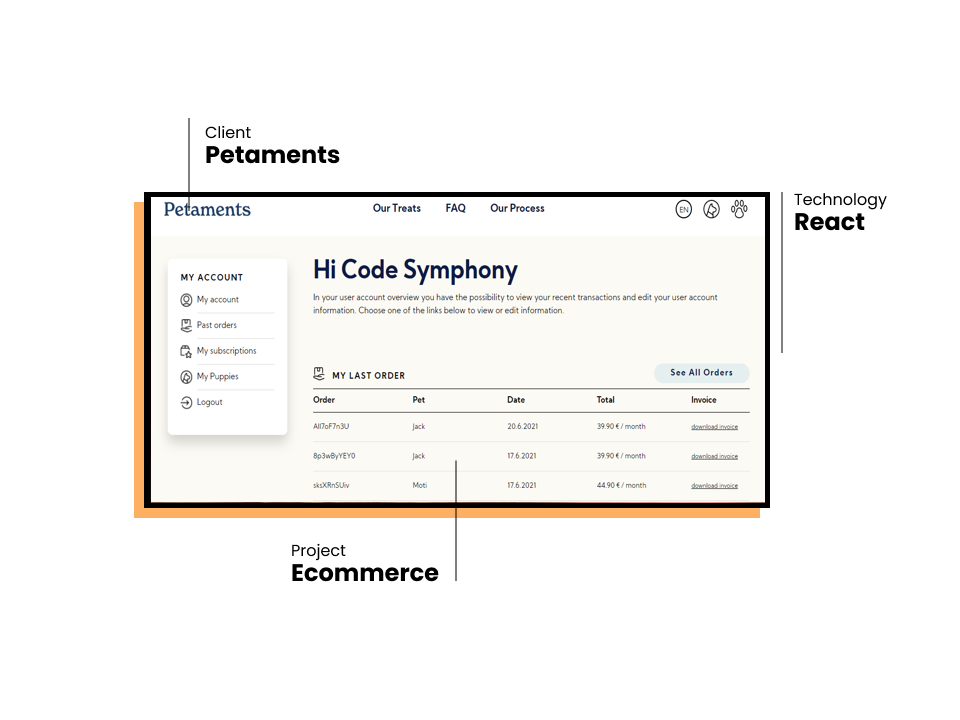 Client
Petaments
Technology
React
Petaments
Our Treats FAQ Our Process
EN
MY ACCOUNT
My account
Past orders
My subscriptions
My Puppies
Logout
Hi Code Symphony
In your user account overview you have the possibility to view your recent transactions and edit your user account
information. Choose one of the links below to view or edit information.
MY LAST ORDER
See All Orders
Order Pet Date Total Invoice
All7oF7n3U Jack 20.6.2021 39.90 € / month download invoice
8p3wByYEY0 Jack 17.6.2021 39.90 € / month download invoice
sksXRnSUiv Moti 17.6.2021 44.90 € / month download invoice
Project
Ecommerce